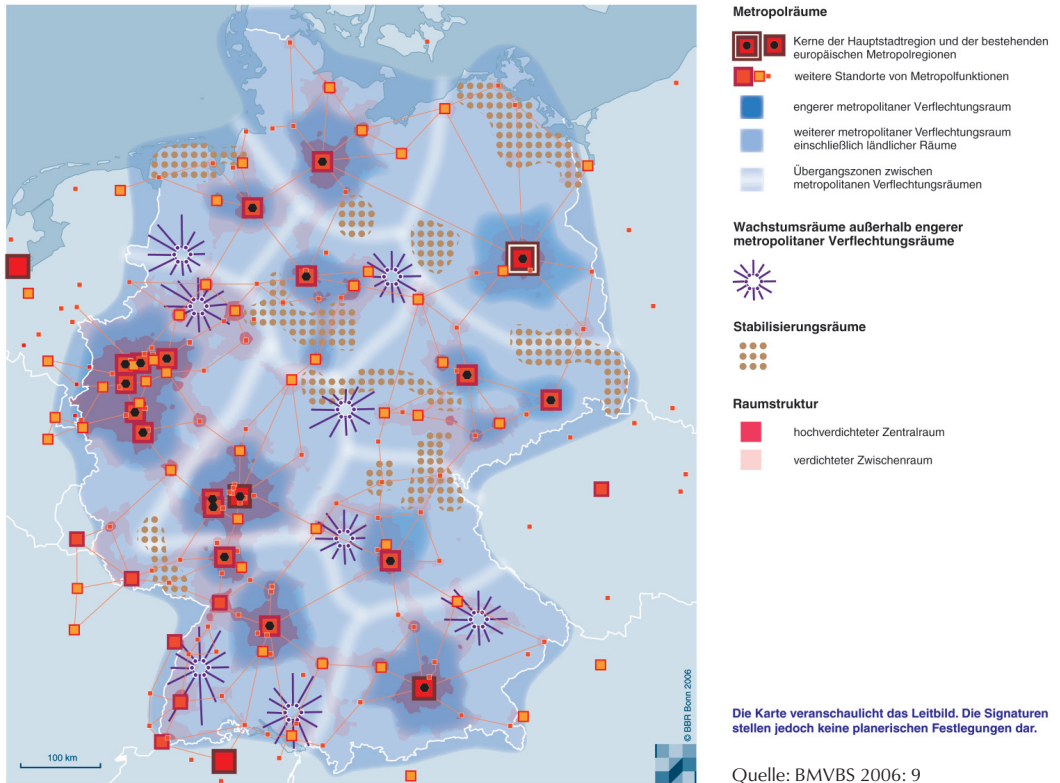 Metropolräume
Kerne der Hauptstadtregion und der bestehenden
europäischen Metropolregionen
weitere Standorte von Metropolfunktionen
engerer metropolitaner Verflechtungsraum
weiterer metropolitaner Verflechtungsraum
einschließlich ländlicher Räume
Übergangszonen zwischen
metropolitanen Verflechtungsräumen
Wachstumsräume außerhalb engerer
metropolitaner Verflechtungsräume
Stabilisierungsräume
Raumstruktur
hochverdichteter Zentralraum
verdichteter Zwischenraum
Die Karte veranschaulicht das Leitbild. Die Signaturen
stellen jedoch keine planerischen Festlegungen dar.
Quelle: BMVBS 2006: 9
100 km
© BBR Bonn 2006